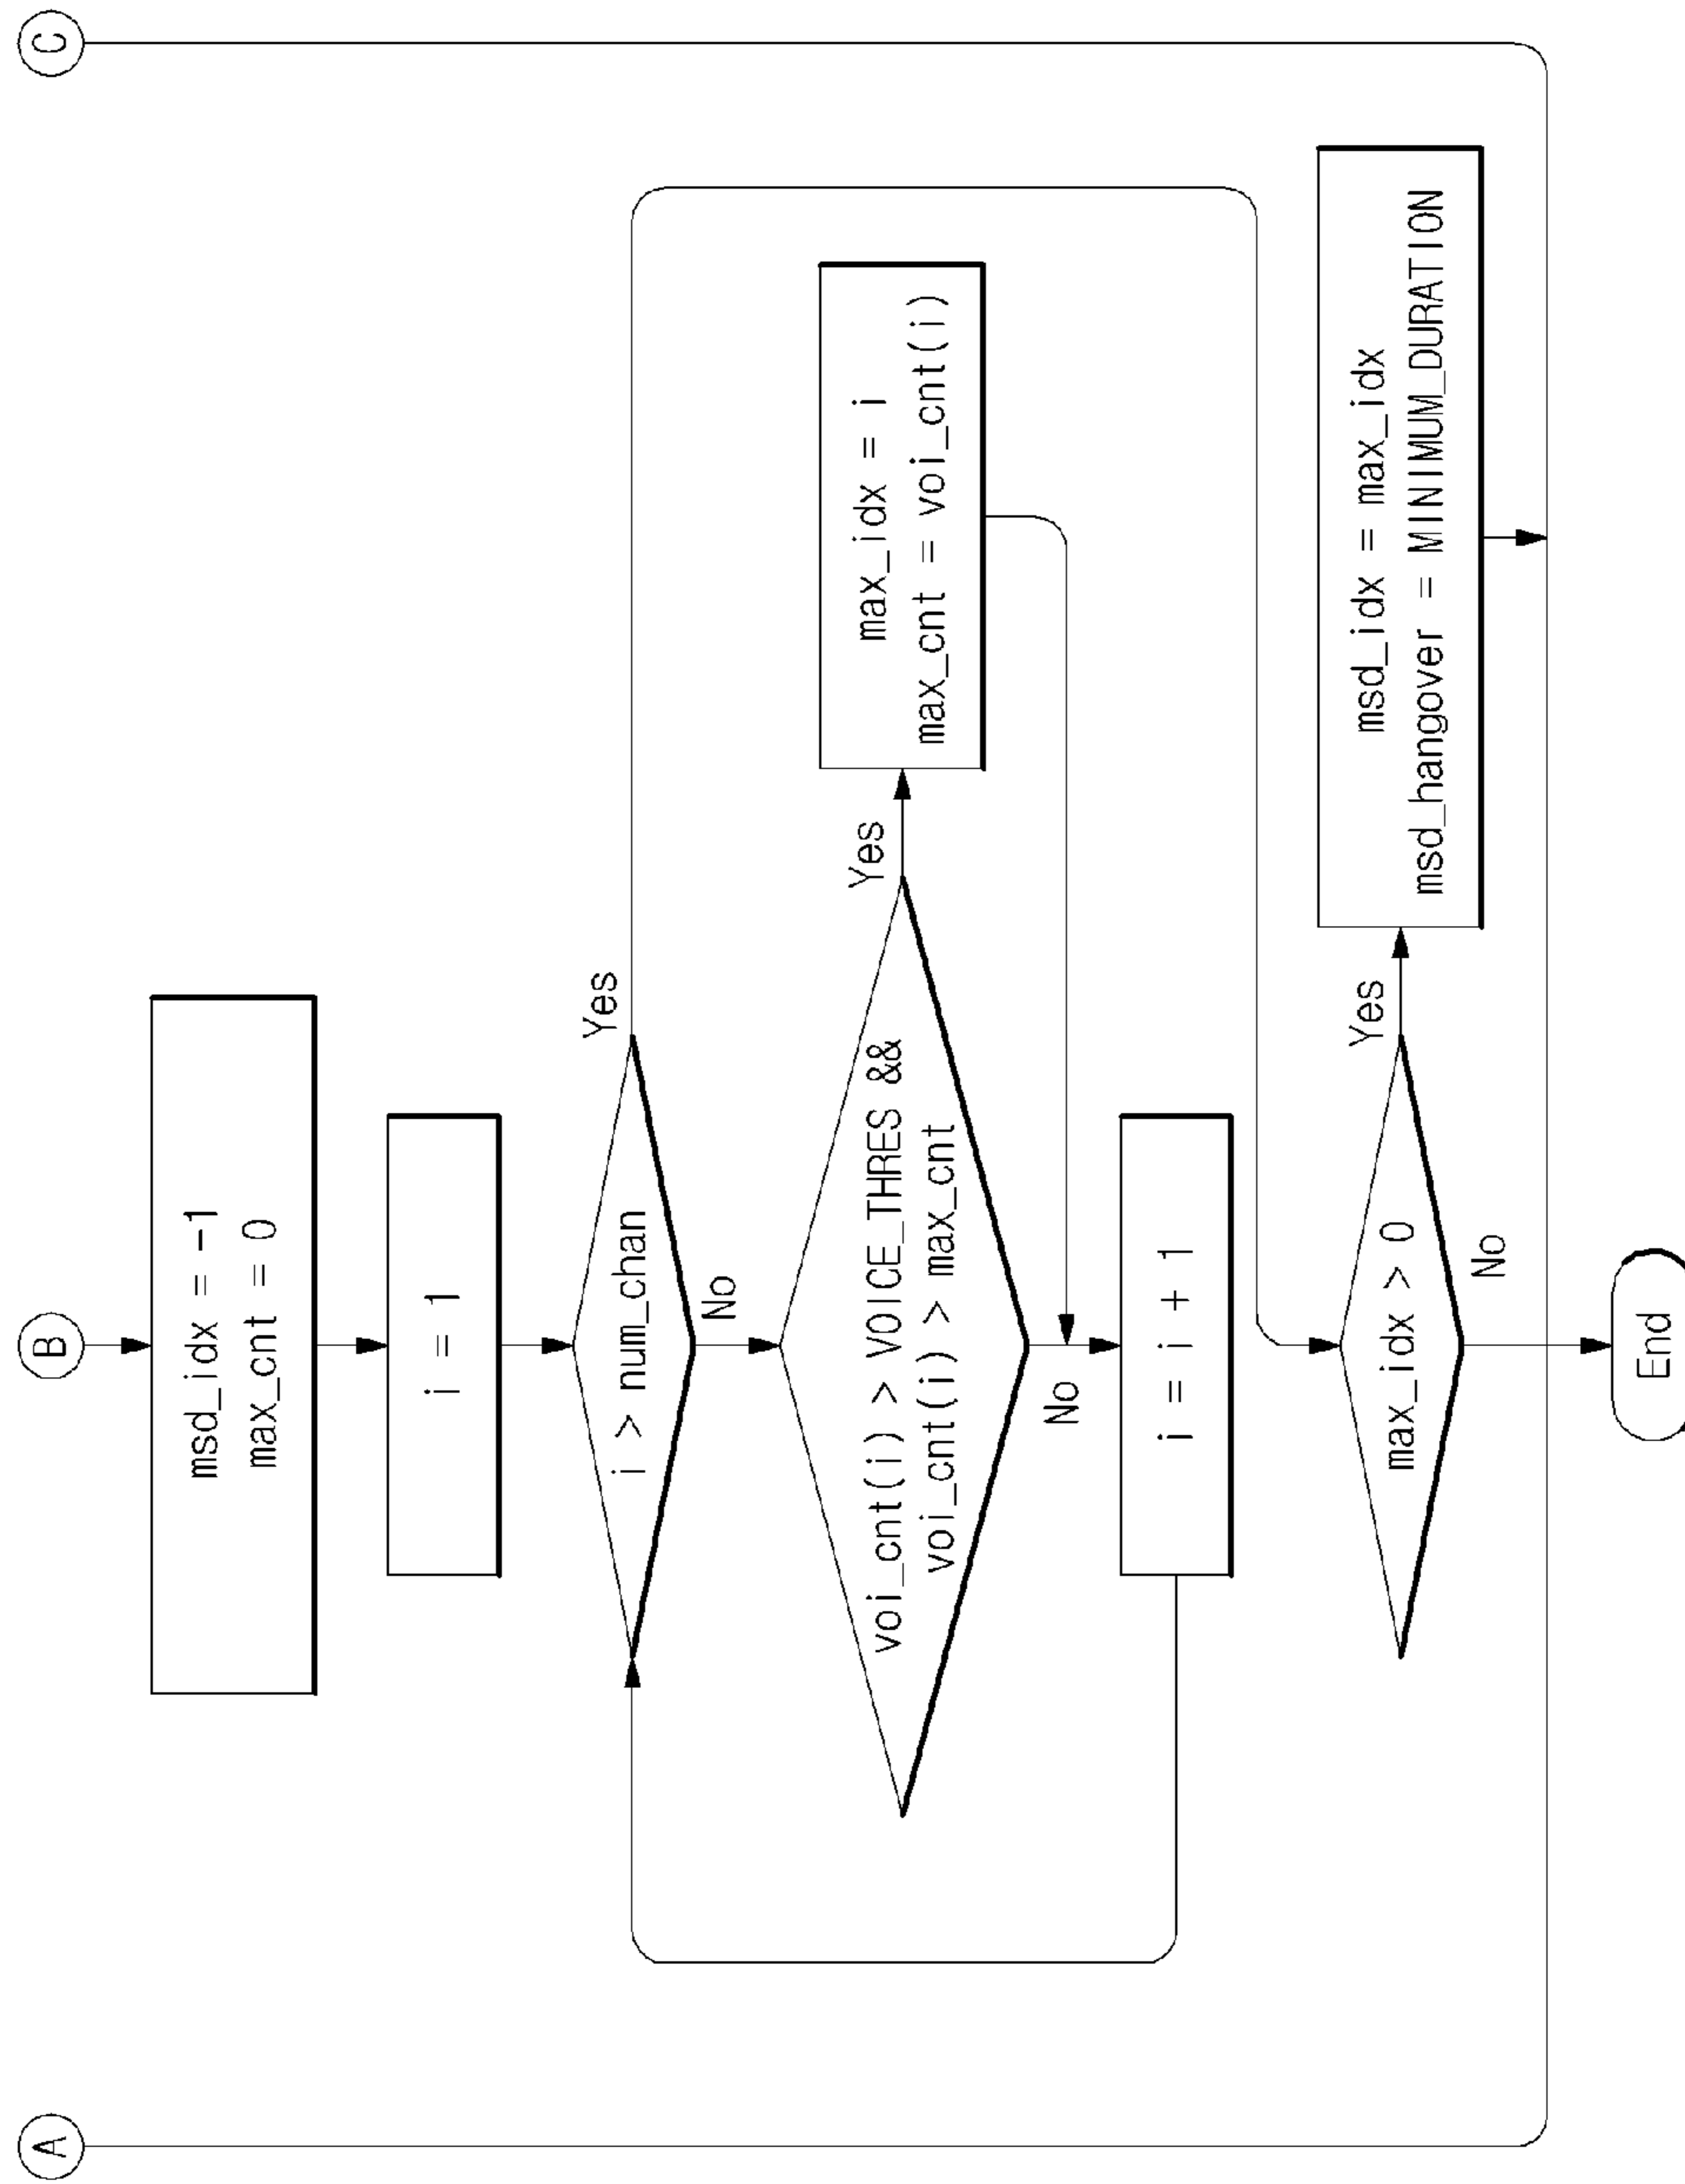 A
B
C
msd_idx = -1
max_cnt = 0
i = 1
i > num_chan
Yes
No
voi_cnt(i) > VOICE_THRES &&
voi_cnt(i) > max_cnt
Yes
No
max_idx = i
max_cnt = voi_cnt(i)
i = i + 1
max_idx > 0
Yes
No
msd_idx = max_idx
msd_hangover = MINIMUM_DURATION
End